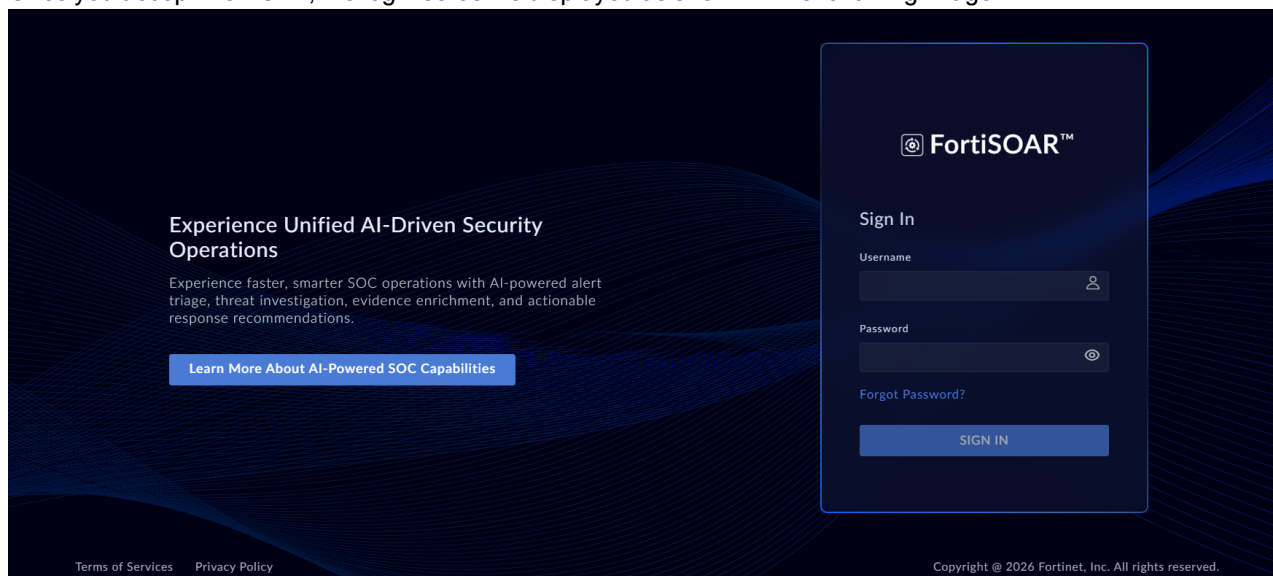 FortiSOAR™
Experience Unified AI-Driven Security
Operations
Experience faster, smarter SOC operations with AI-powered alert
triage, threat investigation, evidence enrichment, and actionable
response recommendations.
Learn More About AI-Powered SOC Capabilities
Sign In
Username
Password
Forgot Password?
SIGN IN
Terms of Services Privacy Policy
Copyright @ 2026 Fortinet, Inc. All rights reserved.